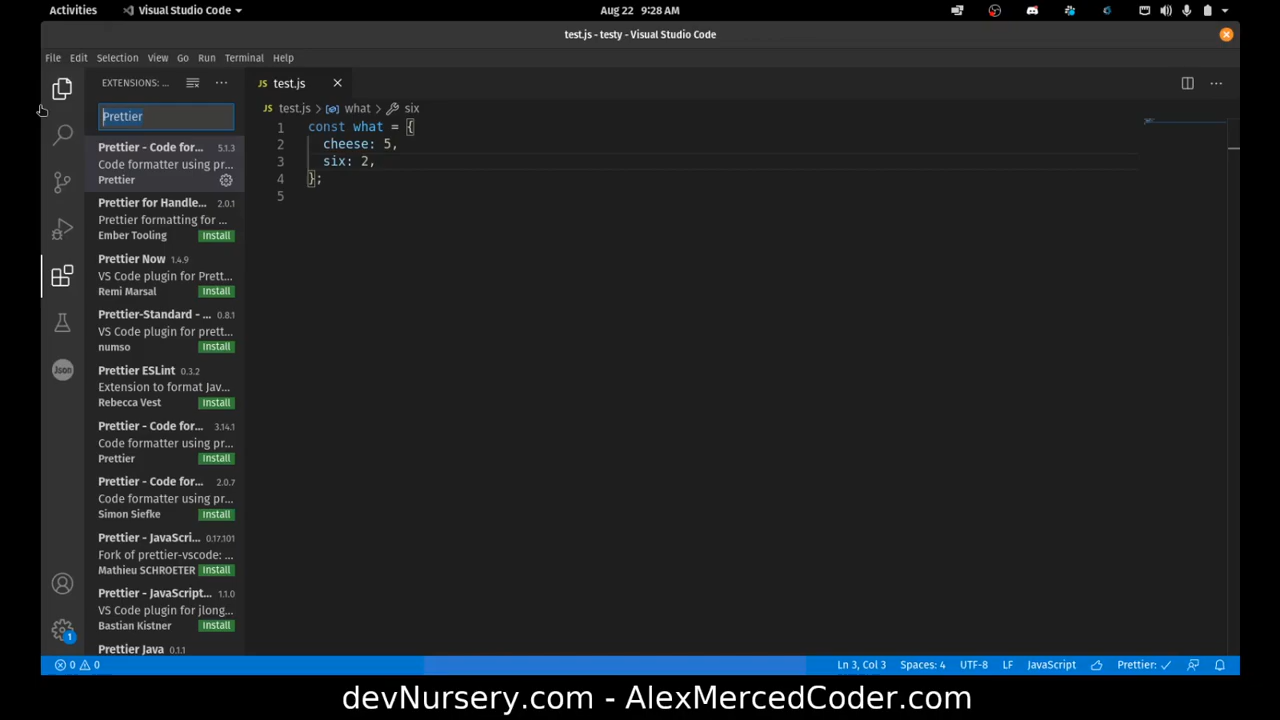 Activities
Visual Studio Code
Aug 22 9:28 AM
test.js - testy - Visual Studio Code
File Edit Selection View Go Run Terminal Help
EXTENSIONS: ...
Prettier
Prettier - Code for... 5.1.3
Code formatter using pr...
Prettier
Prettier for Handle... 2.0.1
Prettier formatting for ...
Ember Tooling Install
Prettier Now 1.4.9
VS Code plugin for Prett...
Remi Marsal Install
Prettier-Standard - ... 0.8.1
VS Code plugin for prett...
numso Install
Prettier ESLint 0.3.2
Extension to format Jav...
Rebecca Vest Install
Prettier - Code for... 3.14.1
Code formatter using pr...
Prettier Install
Prettier - Code for... 2.0.7
Code formatter using pr...
Simon Siefke Install
Prettier - JavaScri... 0.17.101
Fork of prettier-vscode: ...
Mathieu SCHROETER Install
Prettier - JavaScript... 1.1.0
VS Code plugin for jlong...
Bastian Kistner Install
Prettier Java 0.1.1
Json
1
JS test.js
JS test.js > what > six
1 const what = {
2 cheese: 5,
3 six: 2,
4 };
5
0 0
Ln 3, Col 3 Spaces: 4 UTF-8 LF JavaScript Prettier: ✓
devNursery.com - AlexMercedCoder.com